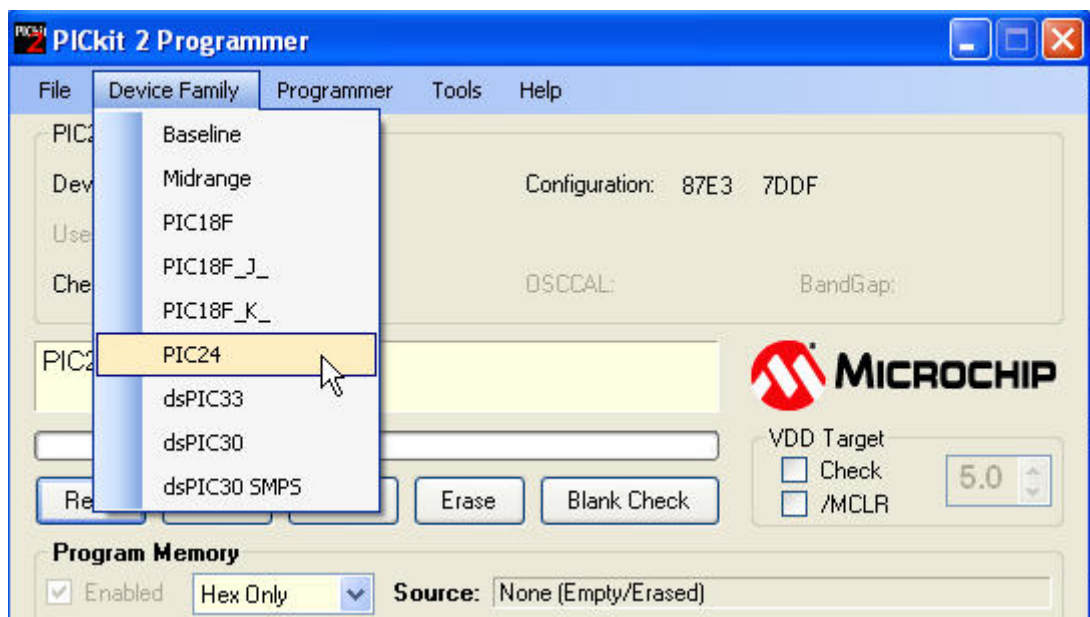 PICkit 2 Programmer
File Device Family Programmer Tools Help
Baseline
Midrange
PIC18F
PIC18F_J_
PIC18F_K_
PIC24
dsPIC33
dsPIC30
dsPIC30 SMPS
Configuration: 87E3 7DDF
OSCCAL: BandGap:
MICROCHIP
VDD Target
Check
/MCLR
5.0
Erase Blank Check
Program Memory
Enabled Hex Only Source: None (Empty/Erased)